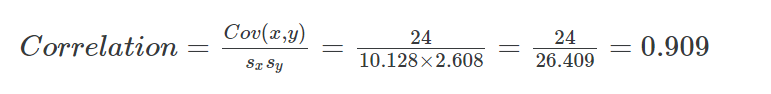 Correlation = Cov(x,y) / s_x s_y = 24 / 10.128×2.608 = 24 / 26.409 = 0.909